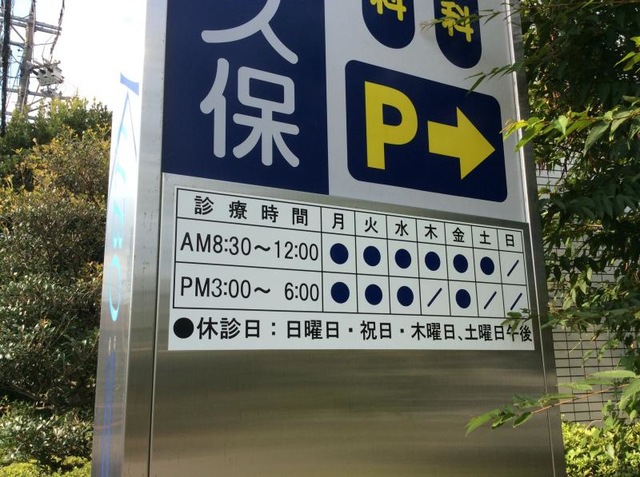 久保
科
科
P→
診療時間 月 火 水 木 金 土 日
AM8:30～12:00 ● ● ● ● ● ● ／
PM3:00～ 6:00 ● ● ● ／ ● ／ ／
●休診日：日曜日・祝日・木曜日、土曜日午後